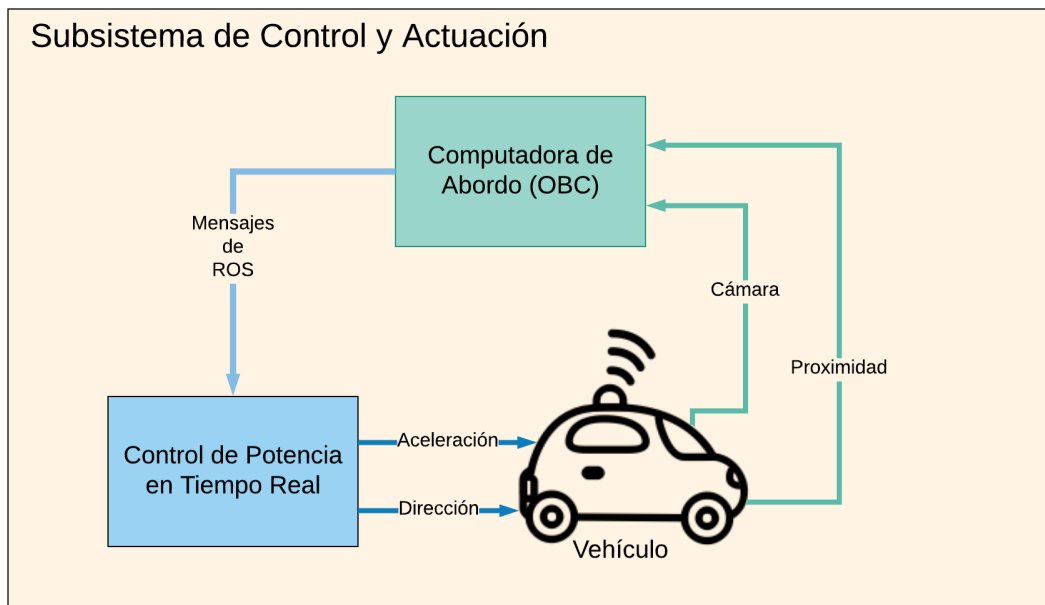 Subsistema de Control y Actuación
Computadora de
Abordo (OBC)
Mensajes
de
ROS
Cámara
Proximidad
Control de Potencia
en Tiempo Real
Aceleración
Dirección
Vehículo